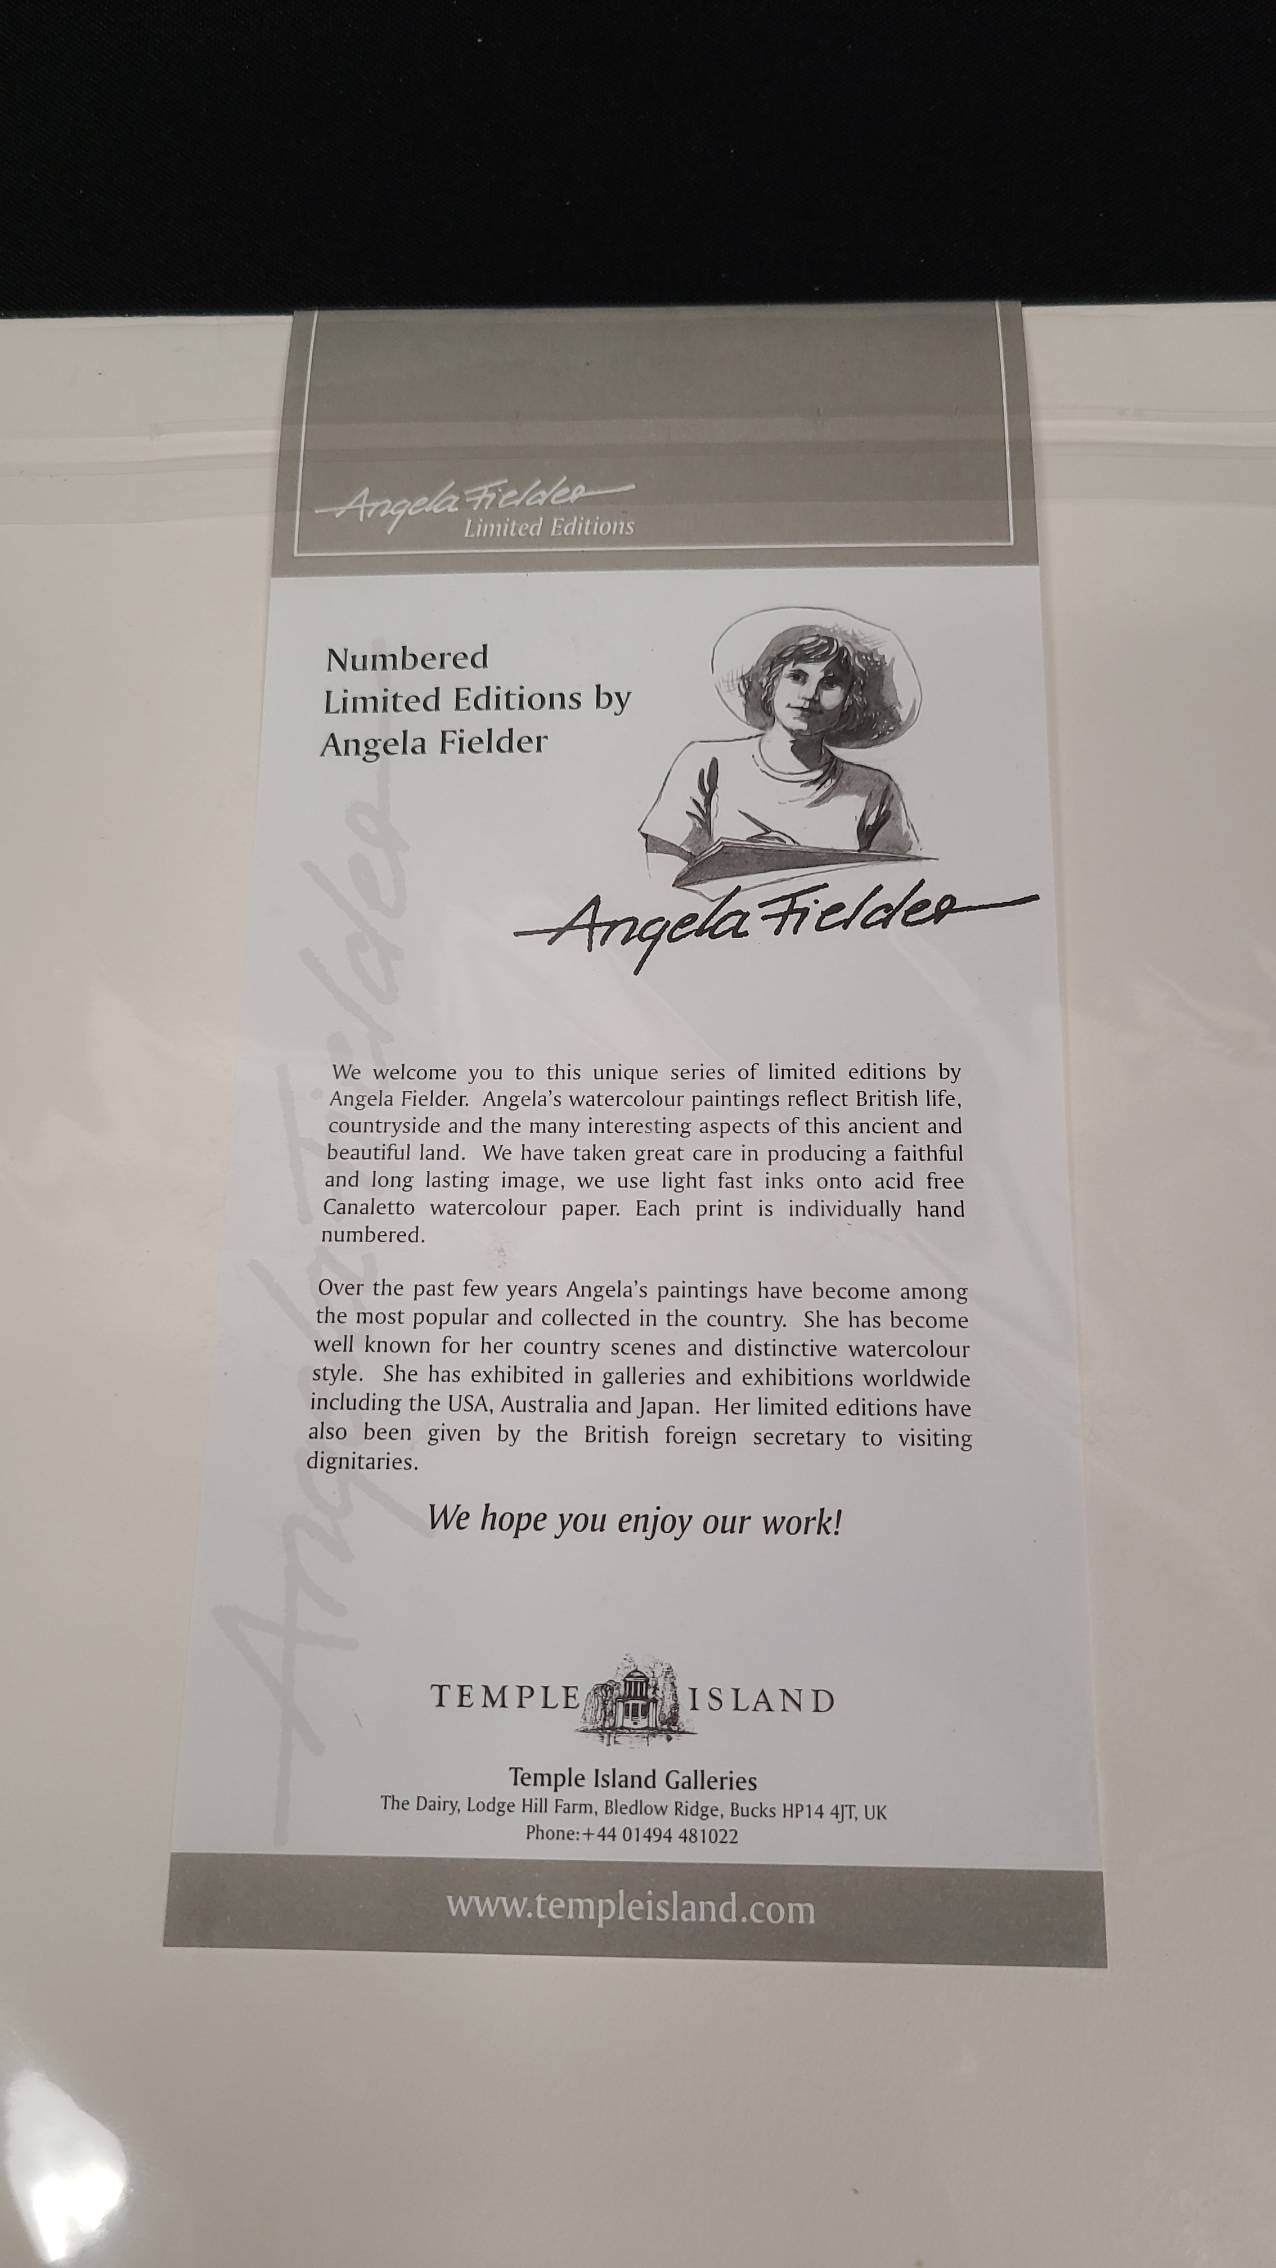 Angela Fielder
Limited Editions
Numbered
Limited Editions by
Angela Fielder
Angela Fielder
Angela Fielder
We welcome you to this unique series of limited editions by
Angela Fielder. Angela's watercolour paintings reflect British life,
countryside and the many interesting aspects of this ancient and
beautiful land. We have taken great care in producing a faithful
and long lasting image, we use light fast inks onto acid free
Canaletto watercolour paper. Each print is individually hand
numbered.
Over the past few years Angela's paintings have become among
the most popular and collected in the country. She has become
well known for her country scenes and distinctive watercolour
style. She has exhibited in galleries and exhibitions worldwide
including the USA, Australia and Japan. Her limited editions have
also been given by the British foreign secretary to visiting
dignitaries.
We hope you enjoy our work!
TEMPLE ISLAND
Temple Island Galleries
The Dairy, Lodge Hill Farm, Bledlow Ridge, Bucks HP14 4JT, UK
Phone:+44 01494 481022
www.templeisland.com